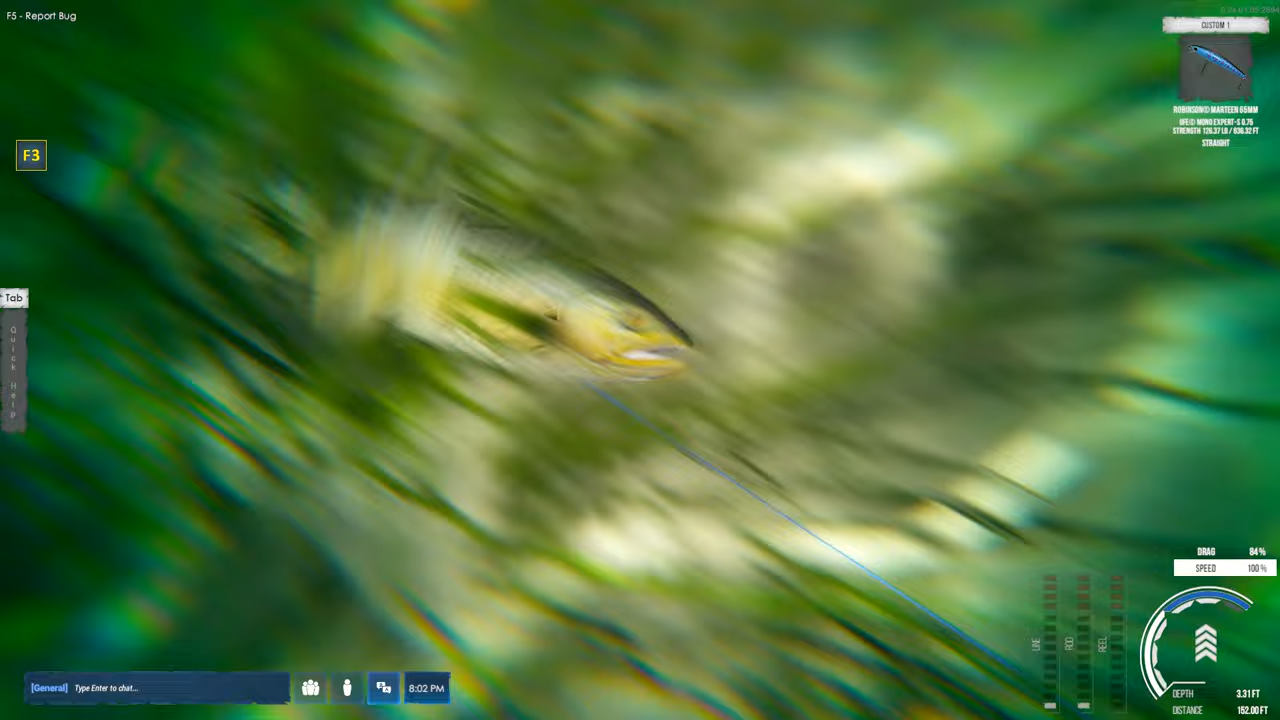 F5 - Report Bug
CUSTOM 1
ROBINSON® MARTEEN 65MM
STRENGTH 126.37 LB / 636.32 FT
STRAIGHT
F3
Tab
Quick Help
DRAG 84%
SPEED 100 %
LINE
ROD
REEL
DEPTH 3.31 FT
DISTANCE 152.00 FT
[General] Type Enter to chat...
8:02 PM